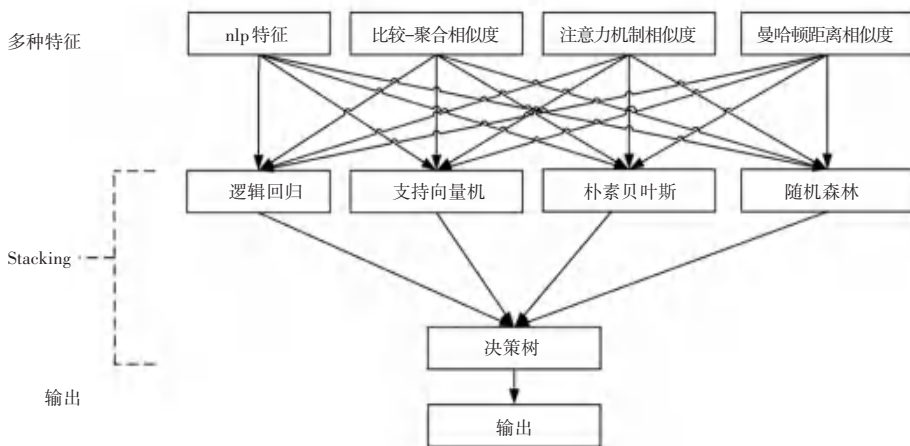 多种特征
nlp特征
比较-聚合相似度
注意力机制相似度
曼哈顿距离相似度
逻辑回归
支持向量机
朴素贝叶斯
随机森林
Stacking
决策树
输出
输出